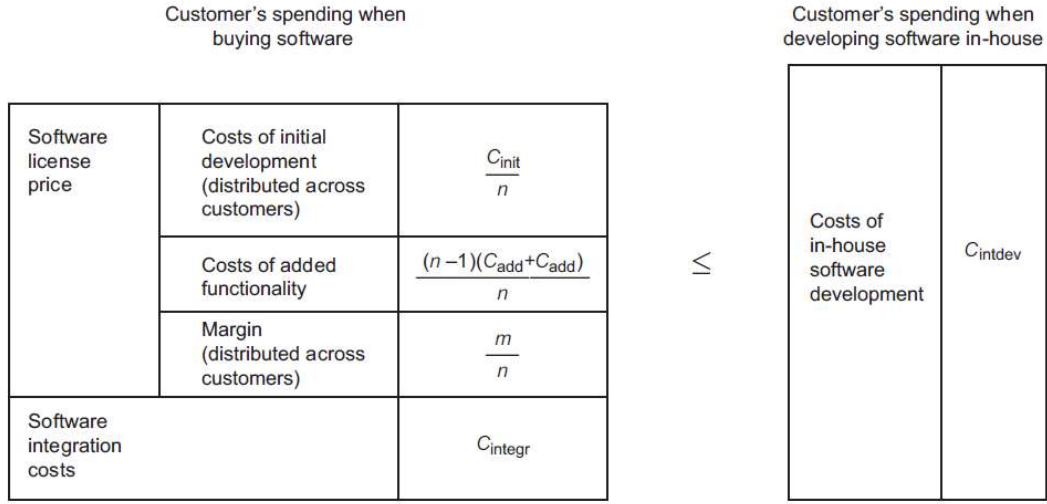 Customer's spending when
buying software
Customer's spending when
developing software in-house
Software
license
price
Costs of initial
development
(distributed across
customers)
C_init
n
Costs of added
functionality
(n–1)(C_add+C_add)
n
Margin
(distributed across
customers)
m
n
Software
integration
costs
C_integr
≤
Costs of
in-house
software
development
C_intdev